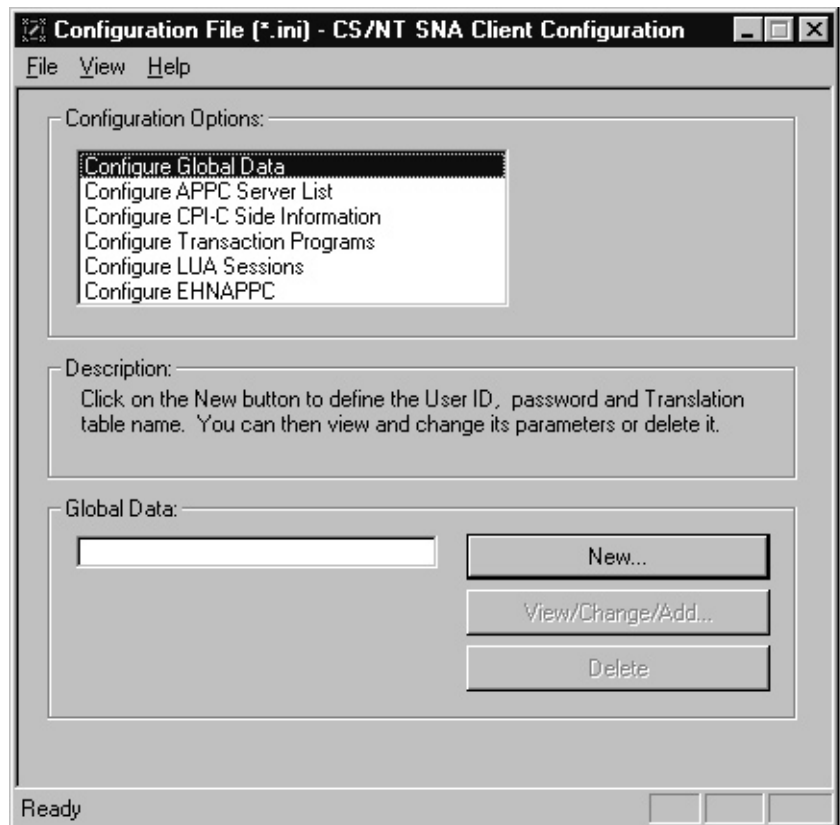 Configuration File (*.ini) - CS/NT SNA Client Configuration
File View Help
Configuration Options:
Configure Global Data
Configure APPC Server List
Configure CPI-C Side Information
Configure Transaction Programs
Configure LUA Sessions
Configure EHNAPPC
Description:
Click on the New button to define the User ID, password and Translation
table name. You can then view and change its parameters or delete it.
Global Data:
New...
View/Change/Add...
Delete
Ready